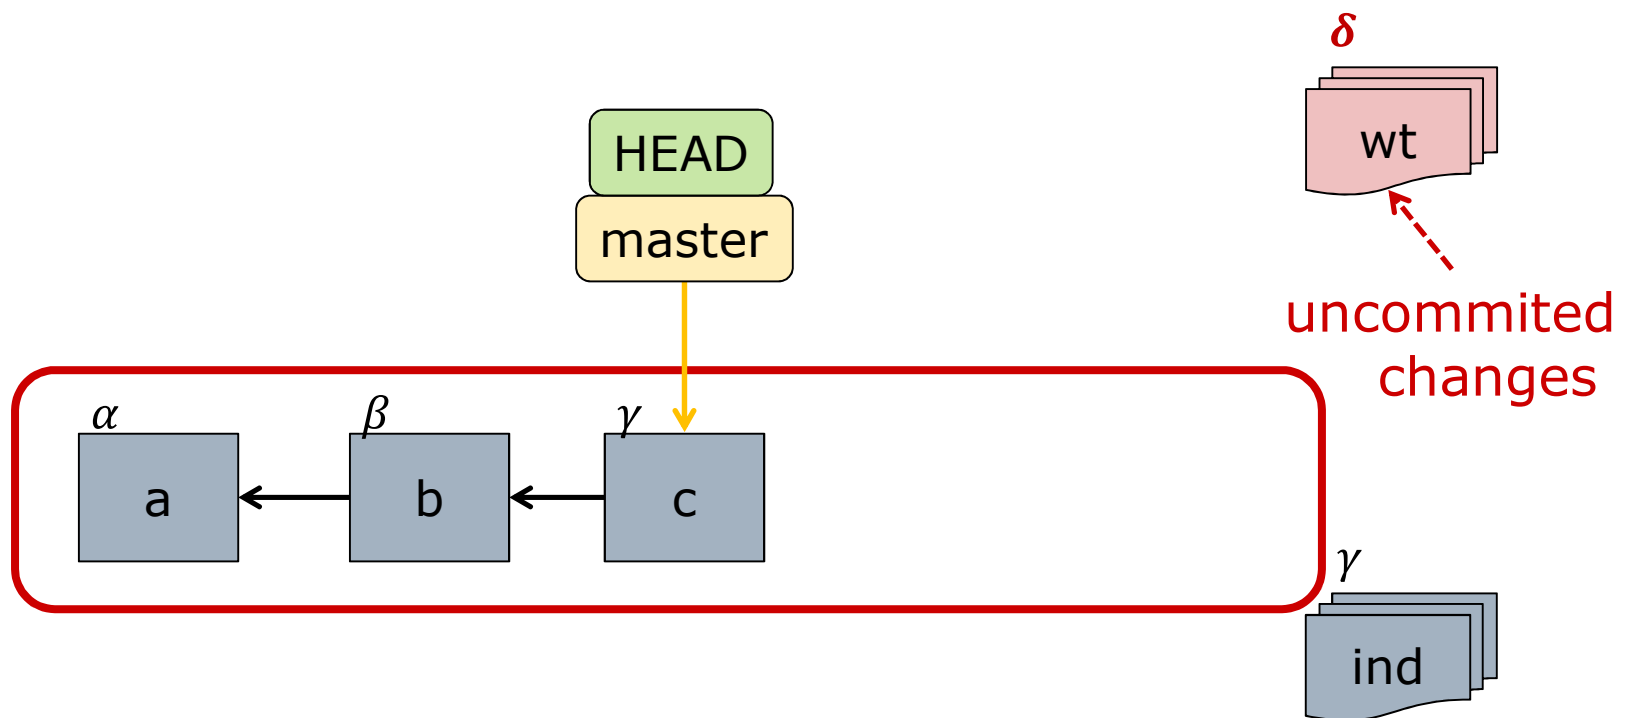 δ
wt
HEAD
master
uncommited
changes
α
β
γ
a
b
c
γ
ind